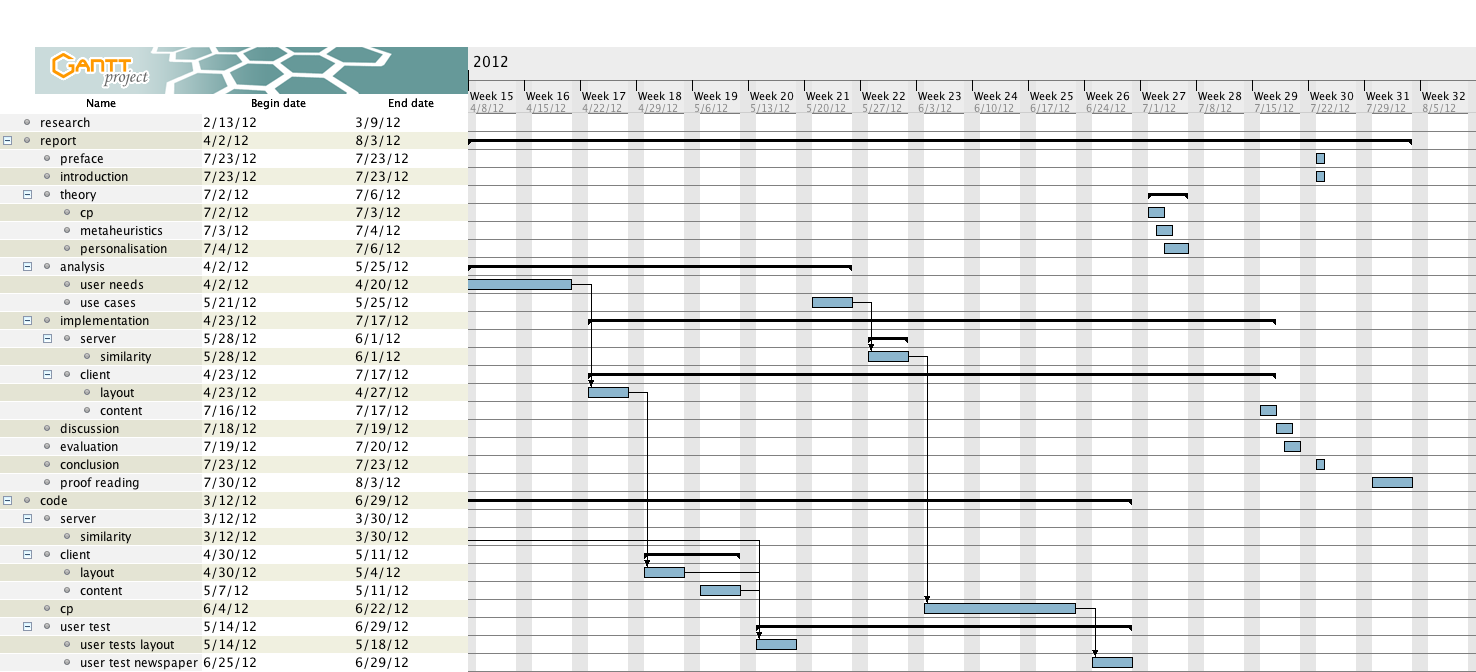 2012
GANTT
project
Name Begin date End date
Week 15 Week 16 Week 17 Week 18 Week 19 Week 20 Week 21 Week 22 Week 23 Week 24 Week 25 Week 26 Week 27 Week 28 Week 29 Week 30 Week 31 Week 32
4/8/12 4/15/12 4/22/12 4/29/12 5/6/12 5/13/12 5/20/12 5/27/12 6/3/12 6/10/12 6/17/12 6/24/12 7/1/12 7/8/12 7/15/12 7/22/12 7/29/12 8/5/12
research 2/13/12 3/9/12
report 4/2/12 8/3/12
preface 7/23/12 7/23/12
introduction 7/23/12 7/23/12
theory 7/2/12 7/6/12
cp 7/2/12 7/3/12
metaheuristics 7/3/12 7/4/12
personalisation 7/4/12 7/6/12
analysis 4/2/12 5/25/12
user needs 4/2/12 4/20/12
use cases 5/21/12 5/25/12
implementation 4/23/12 7/17/12
server 5/28/12 6/1/12
similarity 5/28/12 6/1/12
client 4/23/12 7/17/12
layout 4/23/12 4/27/12
content 7/16/12 7/17/12
discussion 7/18/12 7/19/12
evaluation 7/19/12 7/20/12
conclusion 7/23/12 7/23/12
proof reading 7/30/12 8/3/12
code 3/12/12 6/29/12
server 3/12/12 3/30/12
similarity 3/12/12 3/30/12
client 4/30/12 5/11/12
layout 4/30/12 5/4/12
content 5/7/12 5/11/12
cp 6/4/12 6/22/12
user test 5/14/12 6/29/12
user tests layout 5/14/12 5/18/12
user test newspaper 6/25/12 6/29/12